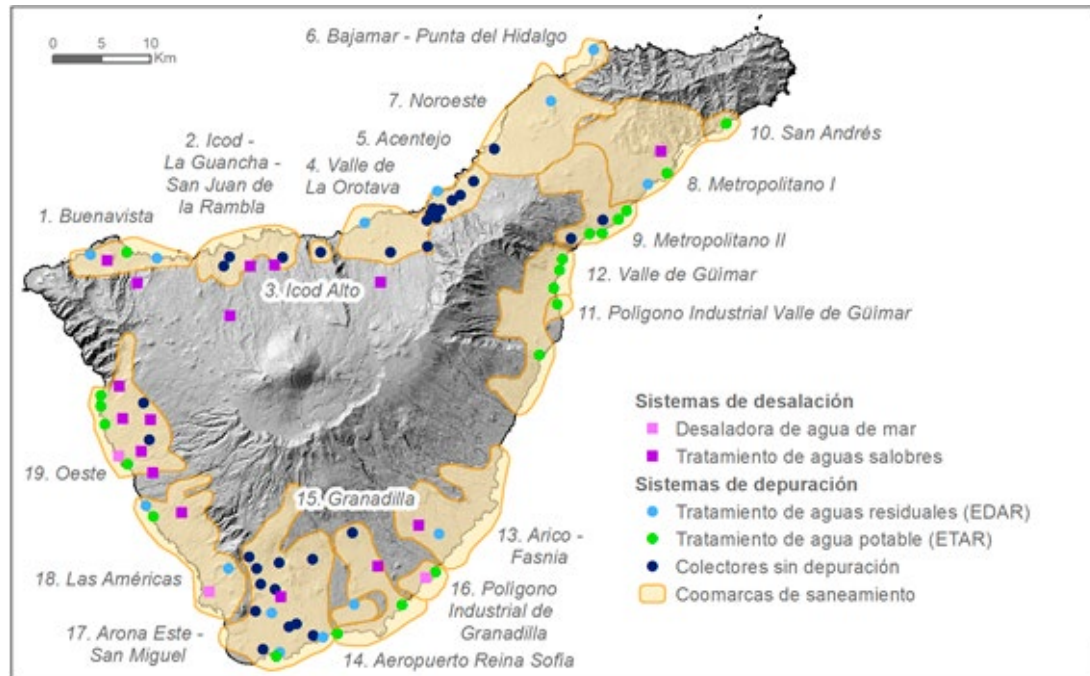 0 5 10
Km
6. Bajamar - Punta del Hidalgo
7. Noroeste
5. Acentejo
2. Icod -
La Guancha -
San Juan de
la Rambla
4. Valle de
La Orotava
10. San Andrés
8. Metropolitano I
1. Buenavista
9. Metropolitano II
12. Valle de Güimar
3. Icod Alto
11. Poligono Industrial Valle de Güimar
Sistemas de desalación
Desaladora de agua de mar
Tratamiento de aguas salobres
Sistemas de depuración
Tratamiento de aguas residuales (EDAR)
Tratamiento de agua potable (ETAR)
Colectores sin depuración
Coomarcas de saneamiento
19. Oeste
15. Granadilla
13. Arico -
Fasnia
18. Las Américas
16. Poligono
Industrial de
Granadilla
17. Arona Este -
San Miguel
14. Aeropuerto Reina Sofía